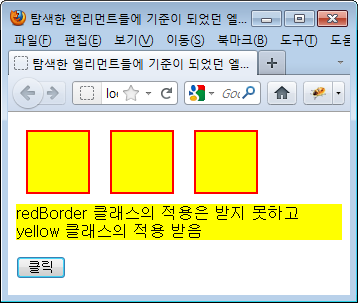 탐색한 엘리먼트들에 기준이 되었던 엘...
파일(F) 편집(E) 보기(V) 이동(S) 북마크(B) 도구(T) 도움
탐색한 엘리먼트들에 기준이 되었던 엘...
redBorder 클래스의 적용은 받지 못하고
yellow 클래스의 적용 받음
클릭